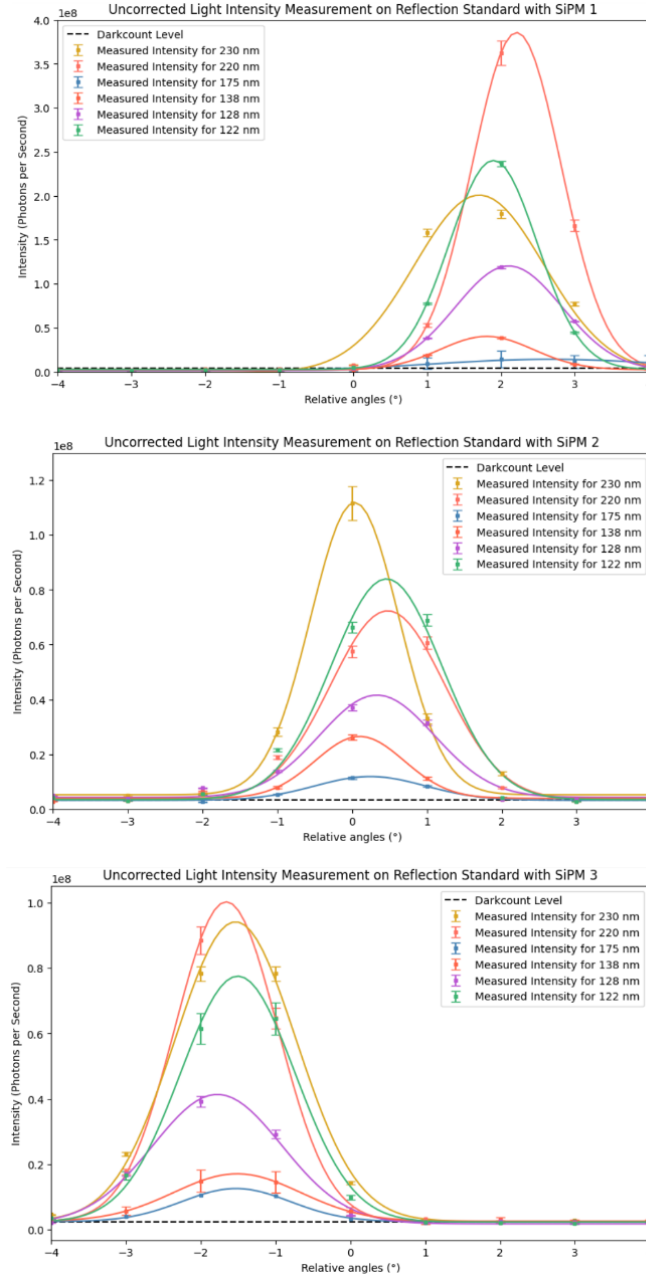 Uncorrected Light Intensity Measurement on Reflection Standard with SiPM 1
4.0 1e8
Darkcount Level
Measured Intensity for 230 nm
Measured Intensity for 220 nm
Measured Intensity for 175 nm
Measured Intensity for 138 nm
Measured Intensity for 128 nm
Measured Intensity for 122 nm
3.5
3.0
2.5
2.0
1.5
1.0
0.5
0.0
Intensity (Photons per Second)
−4 −3 −2 −1 0 1 2 3
Relative angles (°)
Uncorrected Light Intensity Measurement on Reflection Standard with SiPM 2
1e8
Darkcount Level
Measured Intensity for 230 nm
Measured Intensity for 220 nm
Measured Intensity for 175 nm
Measured Intensity for 138 nm
Measured Intensity for 128 nm
Measured Intensity for 122 nm
1.2
1.0
0.8
0.6
0.4
0.2
0.0
Intensity (Photons per Second)
−4 −3 −2 −1 0 1 2 3
Relative angles (°)
Uncorrected Light Intensity Measurement on Reflection Standard with SiPM 3
1e8
Darkcount Level
Measured Intensity for 230 nm
Measured Intensity for 220 nm
Measured Intensity for 175 nm
Measured Intensity for 138 nm
Measured Intensity for 128 nm
Measured Intensity for 122 nm
1.0
0.8
0.6
0.4
0.2
0.0
Intensity (Photons per Second)
−4 −3 −2 −1 0 1 2 3
Relative angles (°)